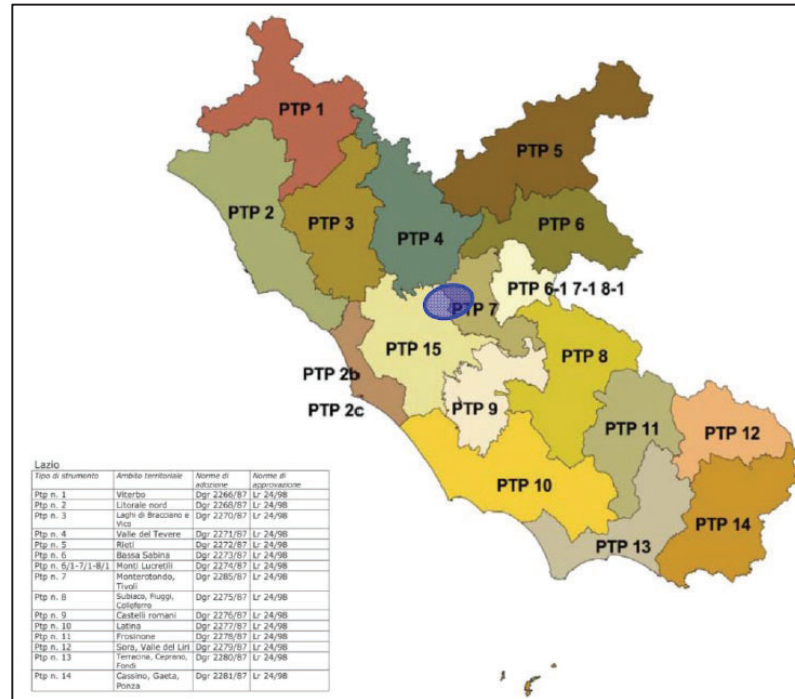 PTP 1
PTP 5
PTP 2
PTP 3
PTP 4
PTP 6
PTP 6-1 7-1 8-1
PTP 7
PTP 15
PTP 8
PTP 2b
PTP 2c
PTP 9
PTP 11
PTP 12
PTP 10
PTP 14
PTP 13
Lazio
Tipo di strumento Ambito territoriale Norme di adozione Norme di approvazione
Ptp n. 1 Viterbo Dgr 2266/87 Lr 24/98
Ptp n. 2 Litorale nord Dgr 2268/87 Lr 24/98
Ptp n. 3 Laghi di Bracciano e Vico Dgr 2270/87 Lr 24/98
Ptp n. 4 Valle del Tevere Dgr 2271/87 Lr 24/98
Ptp n. 5 Rieti Dgr 2272/87 Lr 24/98
Ptp n. 6 Bassa Sabina Dgr 2273/87 Lr 24/98
Ptp n. 6/1-7/1-8/1 Monti Lucretili Dgr 2274/87 Lr 24/98
Ptp n. 7 Monterotondo, Tivoli Dgr 2285/87 Lr 24/98
Ptp n. 8 Subiaco, Fiuggi, Colleferro Dgr 2275/87 Lr 24/98
Ptp n. 9 Castelli romani Dgr 2276/87 Lr 24/98
Ptp n. 10 Latina Dgr 2277/87 Lr 24/98
Ptp n. 11 Frosinone Dgr 2278/87 Lr 24/98
Ptp n. 12 Sora, Valle del Liri Dgr 2279/87 Lr 24/98
Ptp n. 13 Terracina, Ceprano, Fondi Dgr 2280/87 Lr 24/98
Ptp n. 14 Cassino, Gaeta, Ponza Dgr 2281/87 Lr 24/98